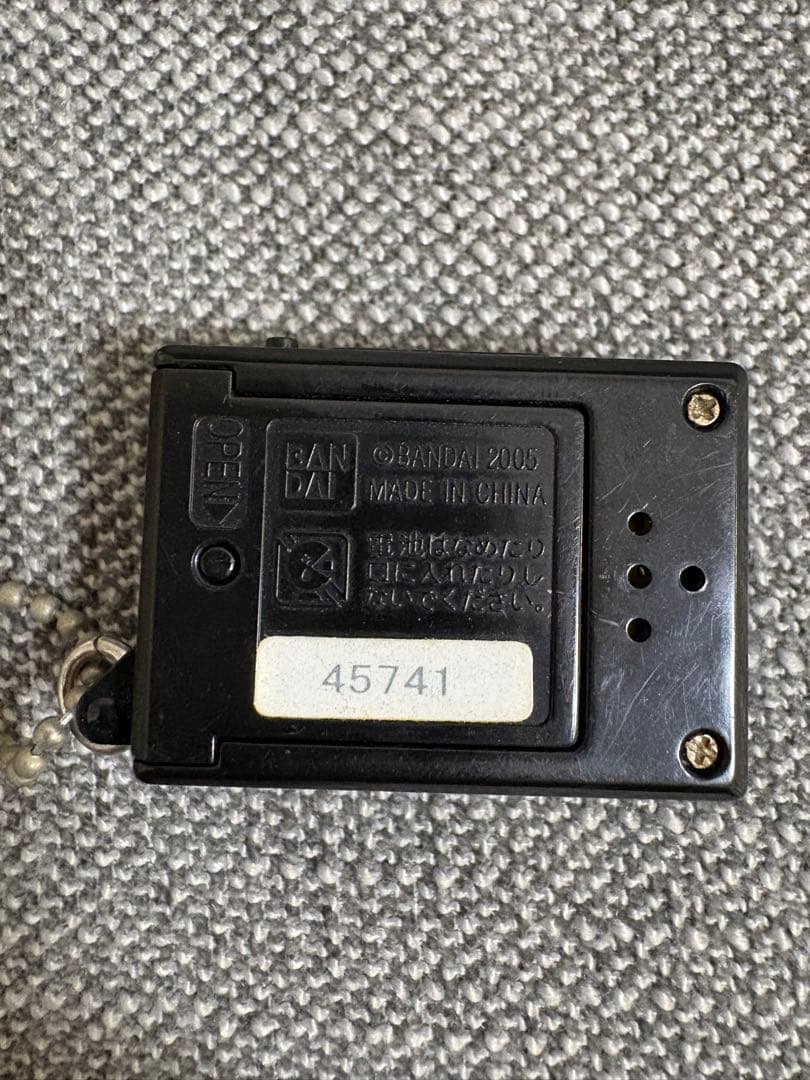 OPEN
BAN
DAI
©BANDAI 2005
MADE IN CHINA
電池はなめたり
口に入れたりし
ないでください。
45741